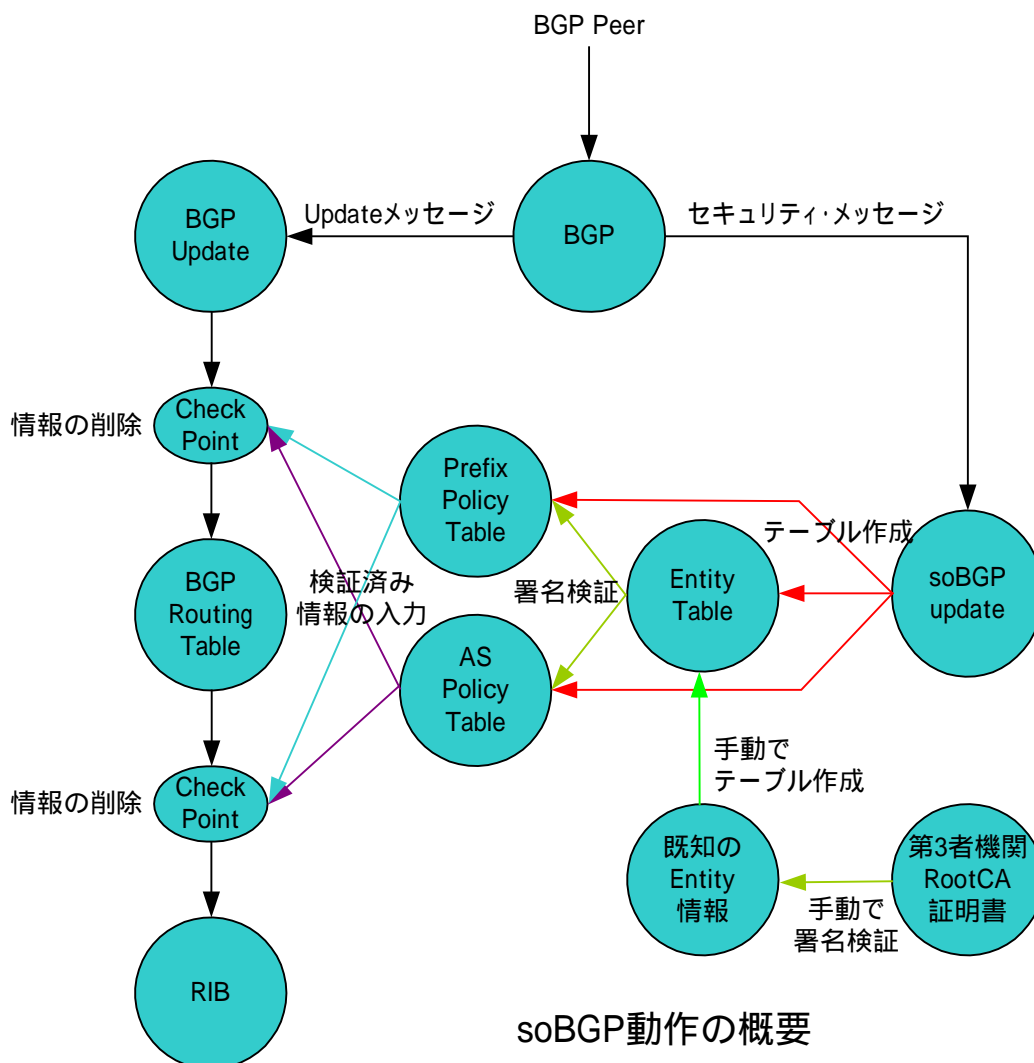 BGP Peer
BGP
Update
Updateメッセージ
BGP
セキュリティ・メッセージ
情報の削除
Check
Point
Prefix
Policy
Table
テーブル作成
BGP
Routing
Table
検証済み
情報の入力
署名検証
Entity
Table
soBGP
update
AS
Policy
Table
手動で
テーブル作成
情報の削除
Check
Point
既知の
Entity
情報
第3者機関
RootCA
証明書
手動で
署名検証
RIB
soBGP動作の概要